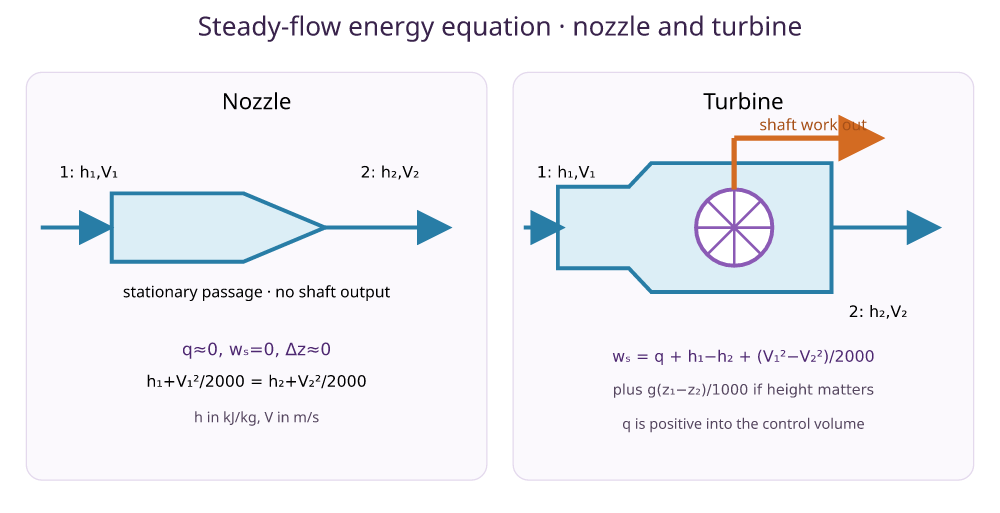 Steady-flow energy equation · nozzle and turbine
Nozzle
1: h₁,V₁
2: h₂,V₂
stationary passage · no shaft output
q≈0, wₛ=0, Δz≈0
h₁+V₁²/2000 = h₂+V₂²/2000
h in kJ/kg, V in m/s
Turbine
shaft work out
1: h₁,V₁
2: h₂,V₂
wₛ = q + h₁−h₂ + (V₁²−V₂²)/2000
plus g(z₁−z₂)/1000 if height matters
q is positive into the control volume